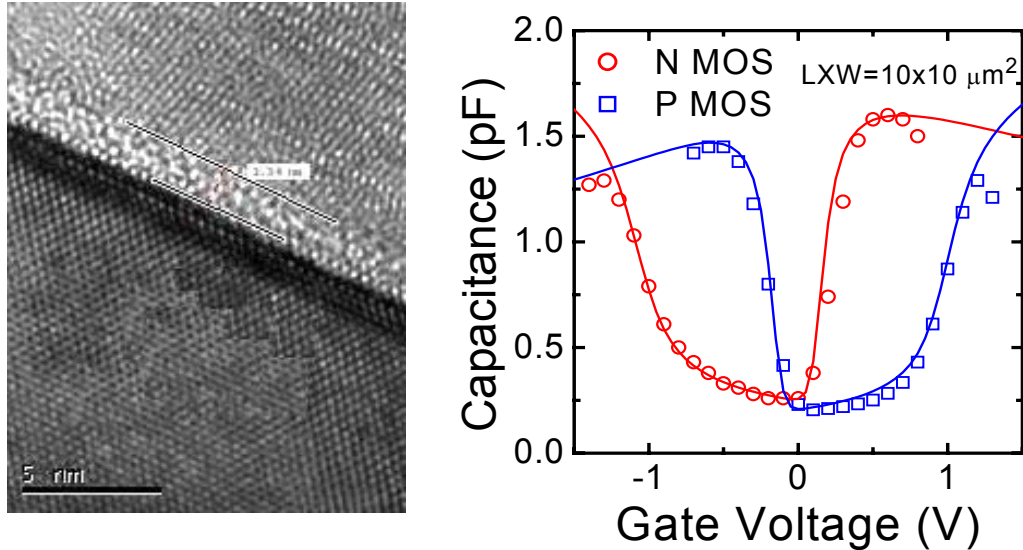 5 nm
2.0
1.5
1.0
0.5
0.0
Capacitance (pF)
N MOS
P MOS
LXW=10x10 μm²
-1
0
1
Gate Voltage (V)